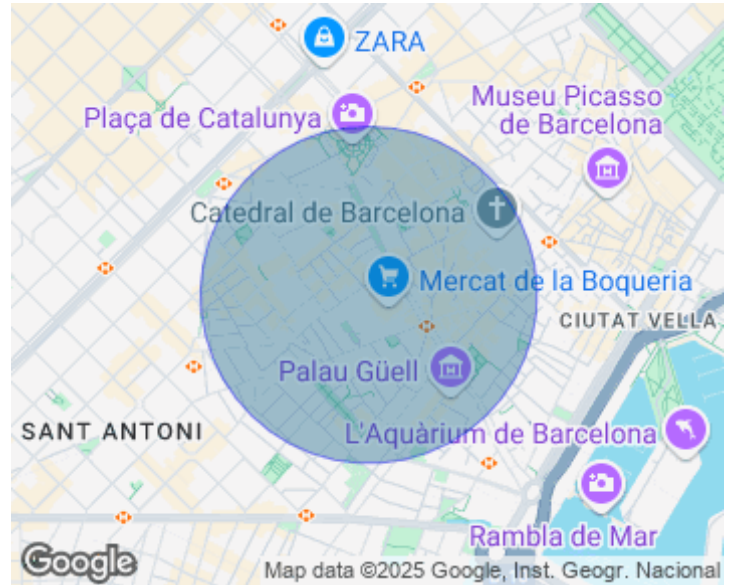 ZARA
Plaça de Catalunya
Museu Picasso
de Barcelona
Catedral de Barcelona
Mercat de la Boqueria
CIUTAT VELLA
Palau Güell
SANT ANTONI
L'Aquàrium de Barcelona
Rambla de Mar
Google
Map data ©2025 Google, Inst. Geogr. Nacional